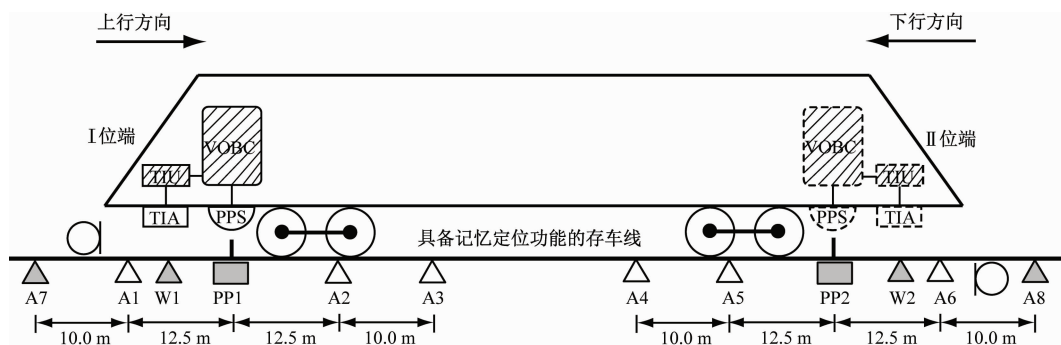 上行方向
下行方向
Ⅰ位端
VOBC
VOBC
Ⅱ位端
TIU
TIU
TIA
PPS
PPS
TIA
具备记忆定位功能的存车线
A7
A1
W1
PP1
A2
A3
A4
A5
PP2
W2
A6
A8
10.0 m
12.5 m
12.5 m
10.0 m
10.0 m
12.5 m
12.5 m
10.0 m